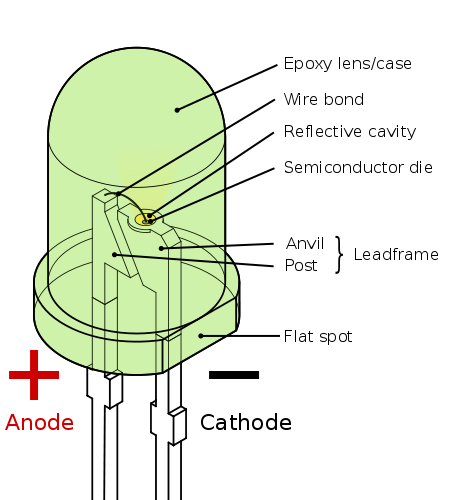 Epoxy lens/case
Wire bond
Reflective cavity
Semiconductor die
Anvil
Post
Leadframe
Flat spot
+ −
Anode
Cathode